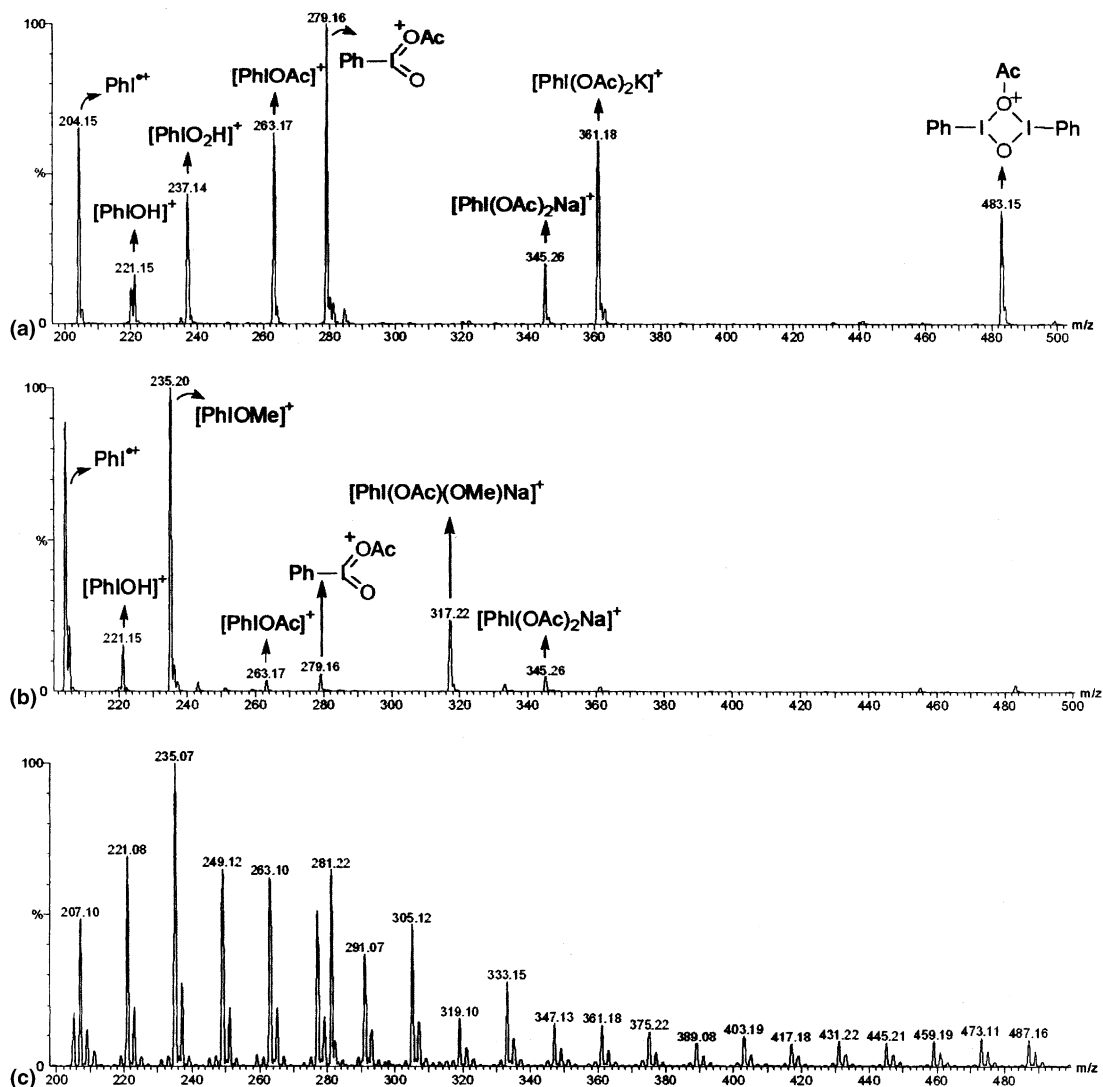 100
%
0
(a)
204.15
PhI•+
[PhIOH]+
221.15
[PhIO2H]+
237.14
[PhIOAc]+
263.17
279.16
+
OAc
Ph
I
O
[PhI(OAc)2Na]+
345.26
[PhI(OAc)2K]+
361.18
Ac
O+
Ph
I
I
Ph
O
483.15
200 220 240 260 280 300 320 340 360 380 400 420 440 460 480 500 m/z
100
%
0
(b)
PhI•+
[PhIOH]+
221.15
235.20
[PhIOMe]+
[PhIOAc]+
263.17
+
OAc
Ph
I
O
279.16
[PhI(OAc)(OMe)Na]+
317.22
[PhI(OAc)2Na]+
345.26
220 240 260 280 300 320 340 360 380 400 420 440 460 480 500 m/z
100
%
0
(c)
207.10
221.08
235.07
249.12
263.10
281.22
291.07
305.12
319.10
333.15
347.13
361.18
375.22
389.08
403.19
417.18
431.22
445.21
459.19
473.11
487.16
200 220 240 260 280 300 320 340 360 380 400 420 440 460 480 500 m/z